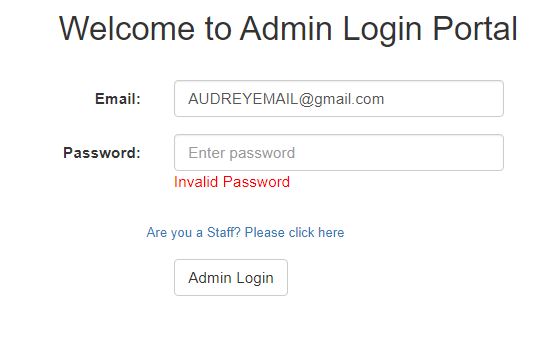 Welcome to Admin Login Portal
Email: AUDREYEMAIL@gmail.com
Password: Enter password
Invalid Password
Are you a Staff? Please click here
Admin Login